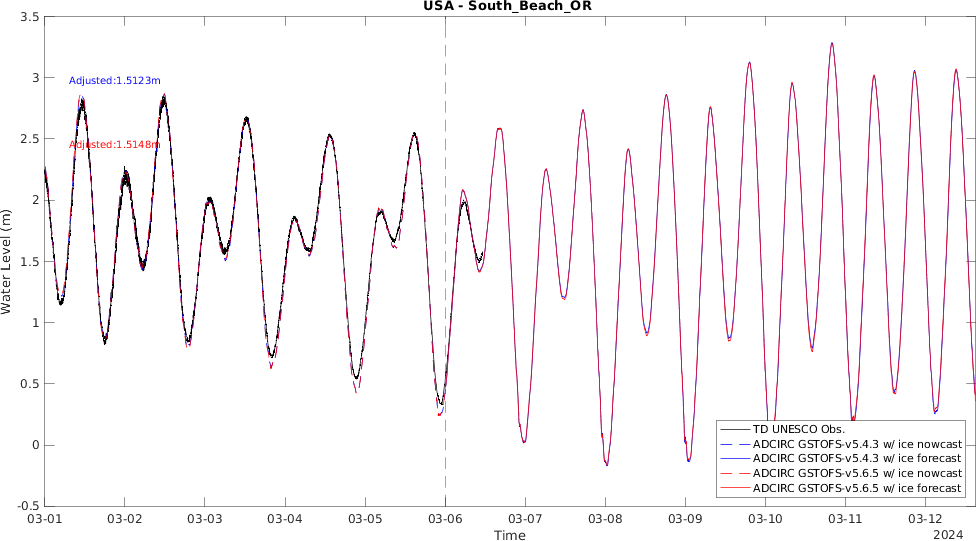 USA - South_Beach_OR
3.5
3
2.5
2
1.5
1
0.5
0
-0.5
Water Level (m)
Adjusted:1.5123m
Adjusted:1.5148m
TD UNESCO Obs.
ADCIRC GSTOFS-v5.4.3 w/ ice nowcast
ADCIRC GSTOFS-v5.4.3 w/ ice forecast
ADCIRC GSTOFS-v5.6.5 w/ ice nowcast
ADCIRC GSTOFS-v5.6.5 w/ ice forecast
03-01 03-02 03-03 03-04 03-05 03-06 03-07 03-08 03-09 03-10 03-11 03-12
Time
2024